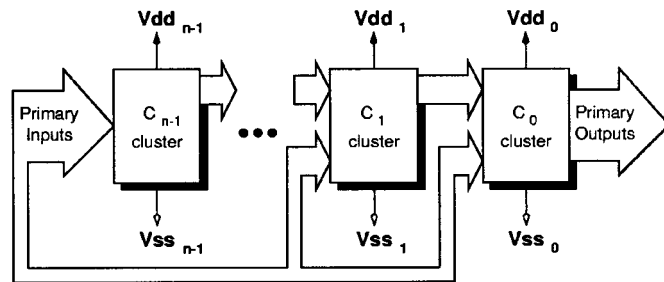 Vdd n-1
Vdd 1
Vdd 0
Primary Inputs
C n-1 cluster
•••
C 1 cluster
C 0 cluster
Primary Outputs
Vss n-1
Vss 1
Vss 0